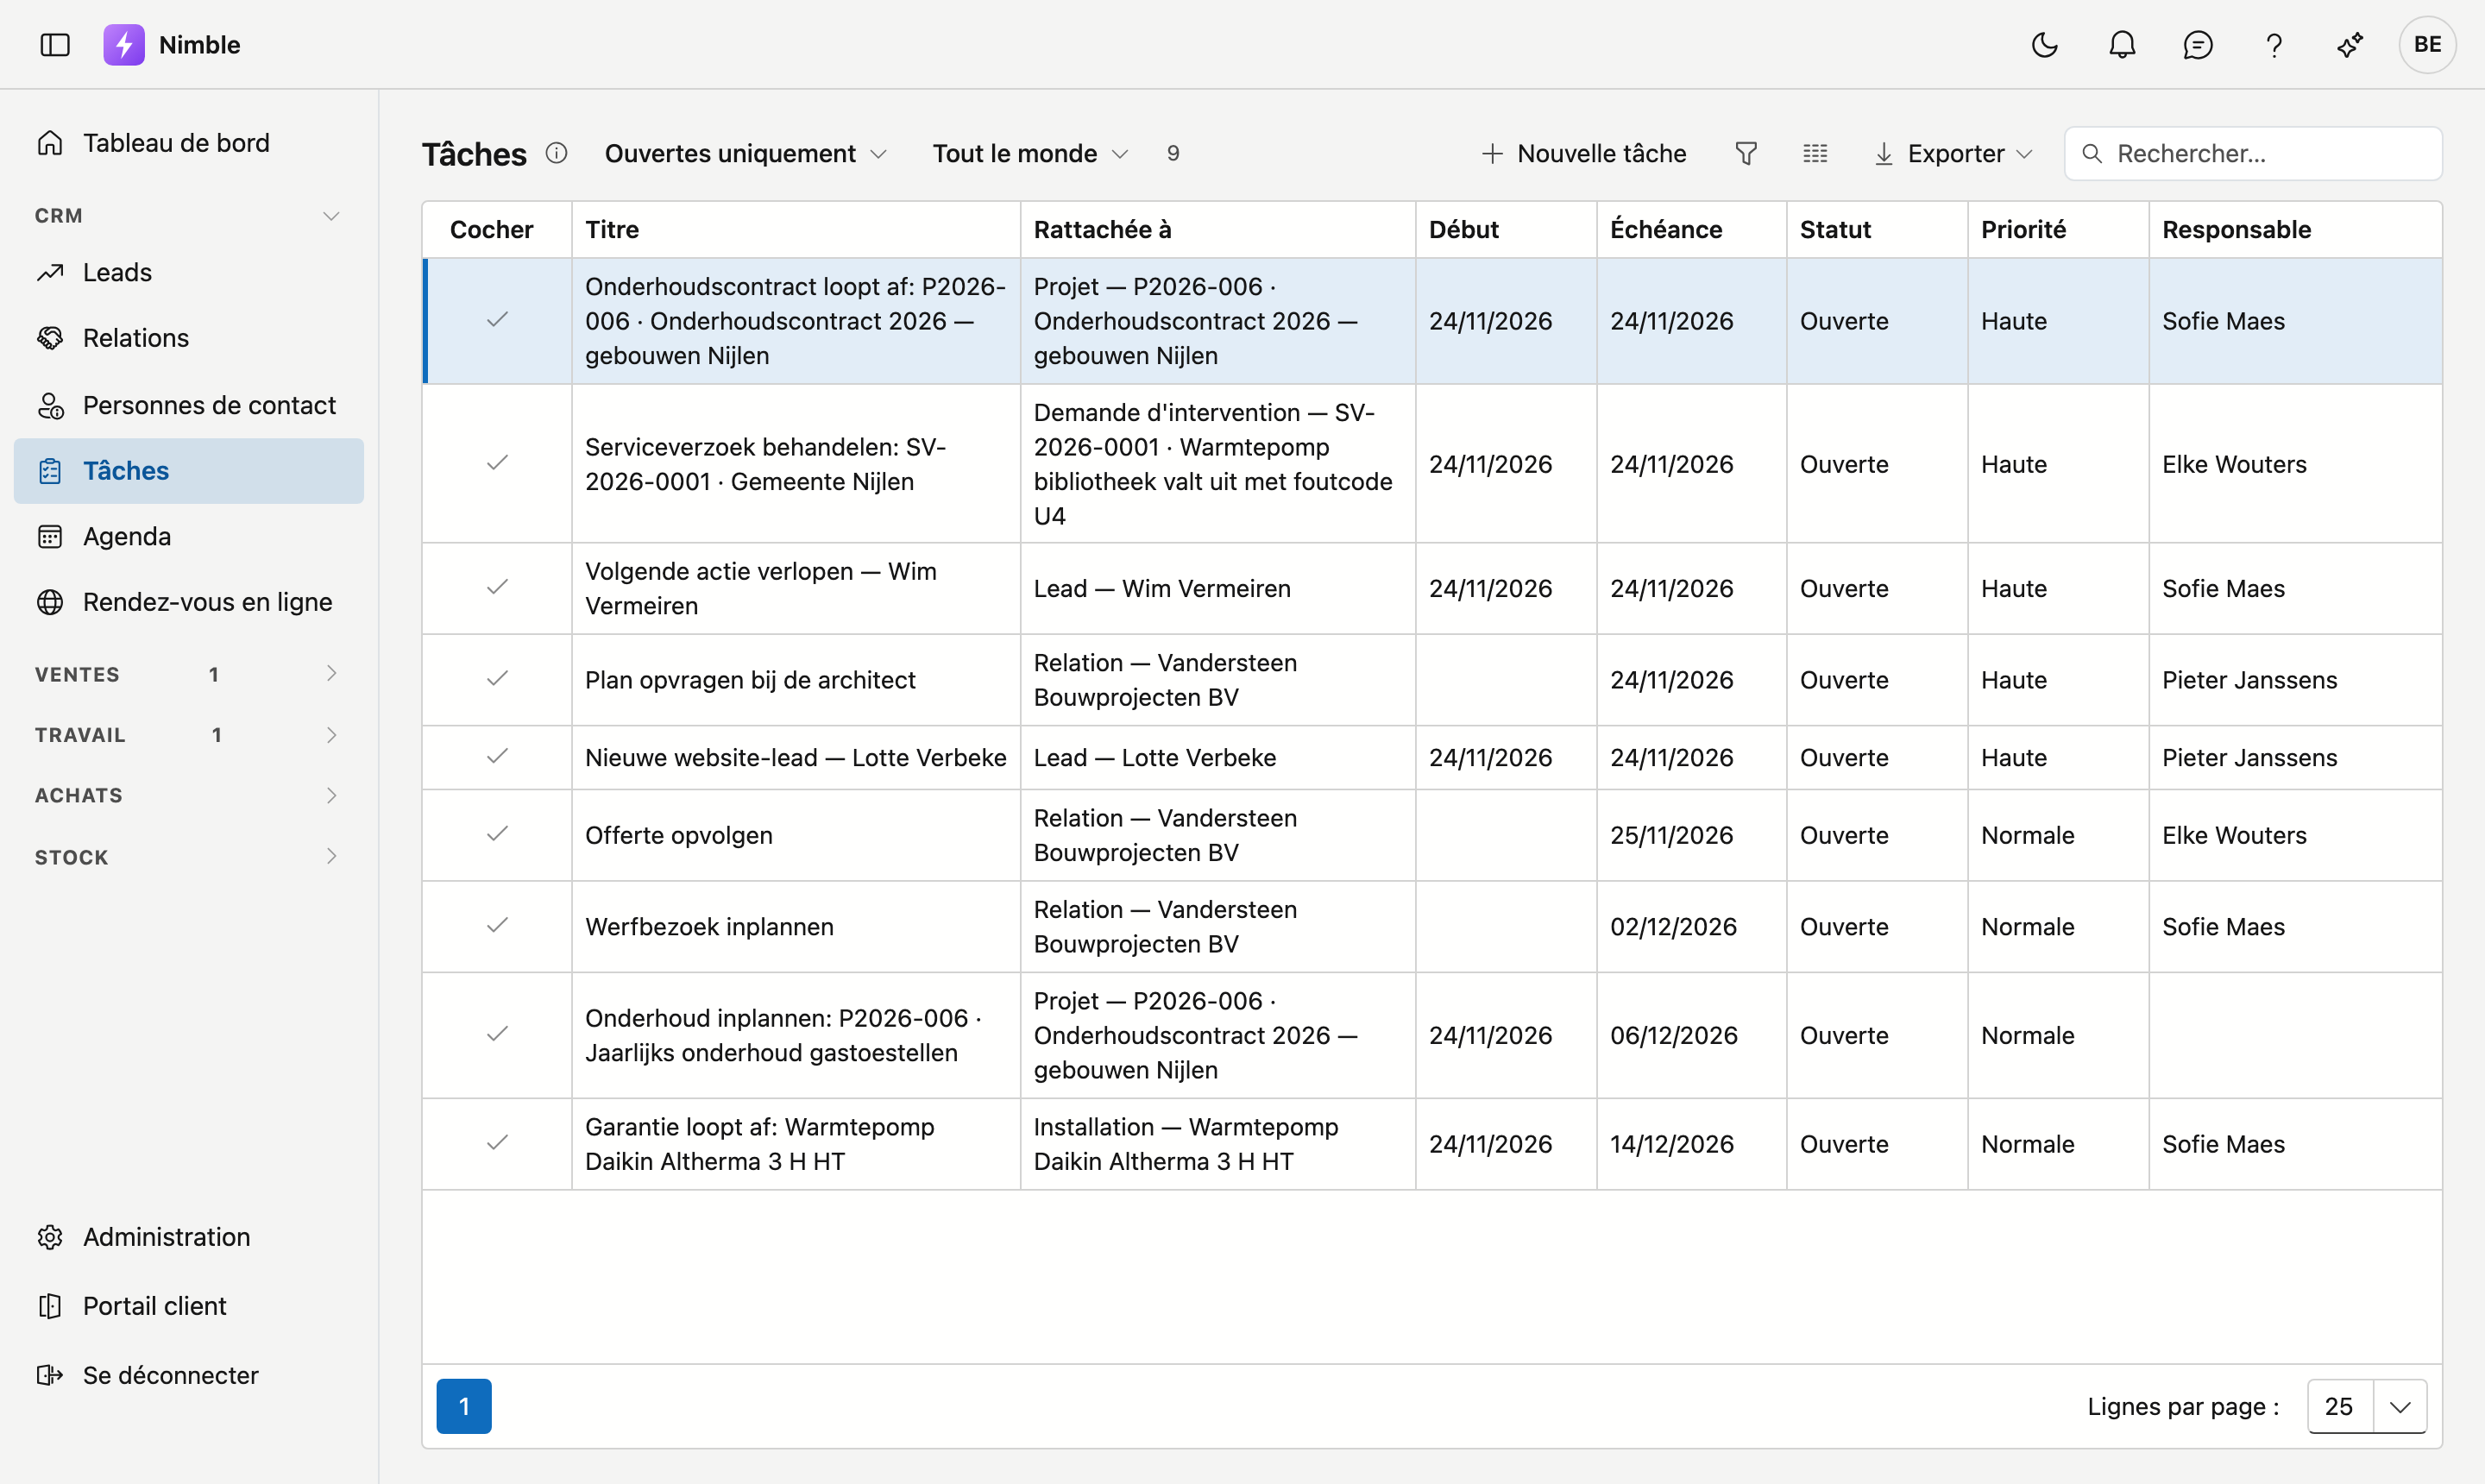 Nimble
BE
Tableau de bord
CRM
Leads
Relations
Personnes de contact
Tâches
Agenda
Rendez-vous en ligne
VENTES 1
TRAVAIL 1
ACHATS
STOCK
Administration
Portail client
Se déconnecter
Tâches Ouvertes uniquement Tout le monde 9 Nouvelle tâche Exporter Rechercher...
Cocher Titre Rattachée à Début Échéance Statut Priorité Responsable
Onderhoudscontract loopt af: P2026-
006 · Onderhoudscontract 2026 —
gebouwen Nijlen
Projet — P2026-006 ·
Onderhoudscontract 2026 —
gebouwen Nijlen
24/11/2026 24/11/2026 Ouverte Haute Sofie Maes
Serviceverzoek behandelen: SV-
2026-0001 · Gemeente Nijlen
Demande d'intervention — SV-
2026-0001 · Warmtepomp
bibliotheek valt uit met foutcode
U4
24/11/2026 24/11/2026 Ouverte Haute Elke Wouters
Volgende actie verlopen — Wim
Vermeiren
Lead — Wim Vermeiren
24/11/2026 24/11/2026 Ouverte Haute Sofie Maes
Plan opvragen bij de architect
Relation — Vandersteen
Bouwprojecten BV
24/11/2026 Ouverte Haute Pieter Janssens
Nieuwe website-lead — Lotte Verbeke
Lead — Lotte Verbeke
24/11/2026 24/11/2026 Ouverte Haute Pieter Janssens
Offerte opvolgen
Relation — Vandersteen
Bouwprojecten BV
25/11/2026 Ouverte Normale Elke Wouters
Werfbezoek inplannen
Relation — Vandersteen
Bouwprojecten BV
02/12/2026 Ouverte Normale Sofie Maes
Onderhoud inplannen: P2026-006 ·
Jaarlijks onderhoud gastoestellen
Projet — P2026-006 ·
Onderhoudscontract 2026 —
gebouwen Nijlen
24/11/2026 06/12/2026 Ouverte Normale
Garantie loopt af: Warmtepomp
Daikin Altherma 3 H HT
Installation — Warmtepomp
Daikin Altherma 3 H HT
24/11/2026 14/12/2026 Ouverte Normale Sofie Maes
1
Lignes par page : 25